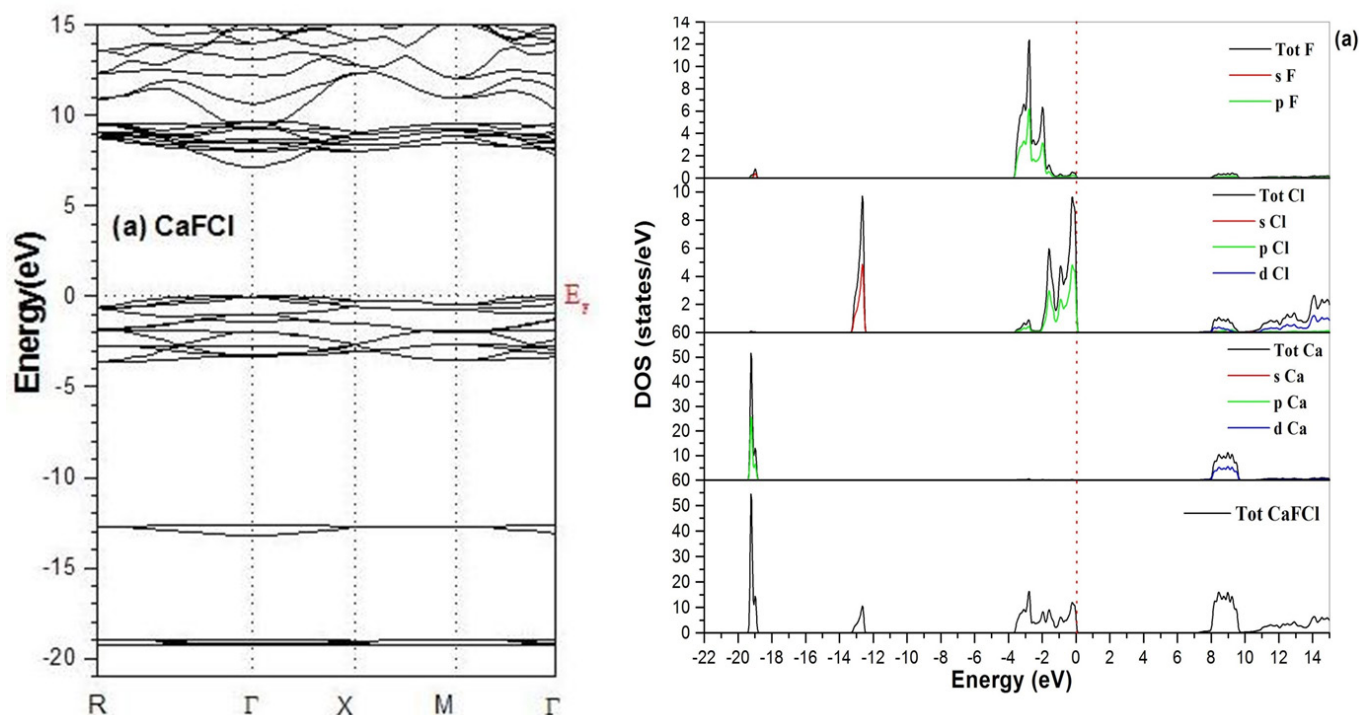 15
10
5
0
-5
-10
-15
-20
Energy(eV)
(a) CaFCl
E
R Γ X M Γ
(a)
14
12
10
8
6
4
2
0
Tot F
s F
p F
10
8
6
4
2
60
Tot Cl
s Cl
p Cl
d Cl
50
40
30
20
10
60
Tot Ca
s Ca
p Ca
d Ca
50
40
30
20
10
0
Tot CaFCl
DOS (states/eV)
-22 -20 -18 -16 -14 -12 -10 -8 -6 -4 -2 0 2 4 6 8 10 12 14
Energy (eV)